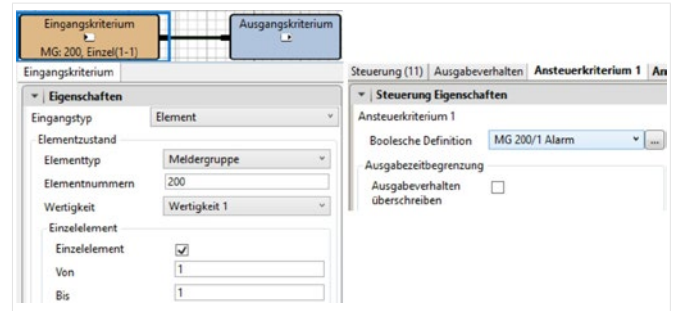 Eingangskriterium
MG: 200, Einzel(1-1)
Ausgangskriterium
Eingangskriterium
Eigenschaften
Eingangstyp Element
Elementzustand
Elementtyp Meldergruppe
Elementnummern 200
Wertigkeit Wertigkeit 1
Einzelelement
Einzelelement
Von 1
Bis 1
Steuerung (11) Ausgabeverhalten Ansteuerkriterium 1 An
Steuerung Eigenschaften
Ansteuerkriterium 1
Boolesche Definition MG 200/1 Alarm ...
Ausgabezeitbegrenzung
Ausgabeverhalten
überschreiben